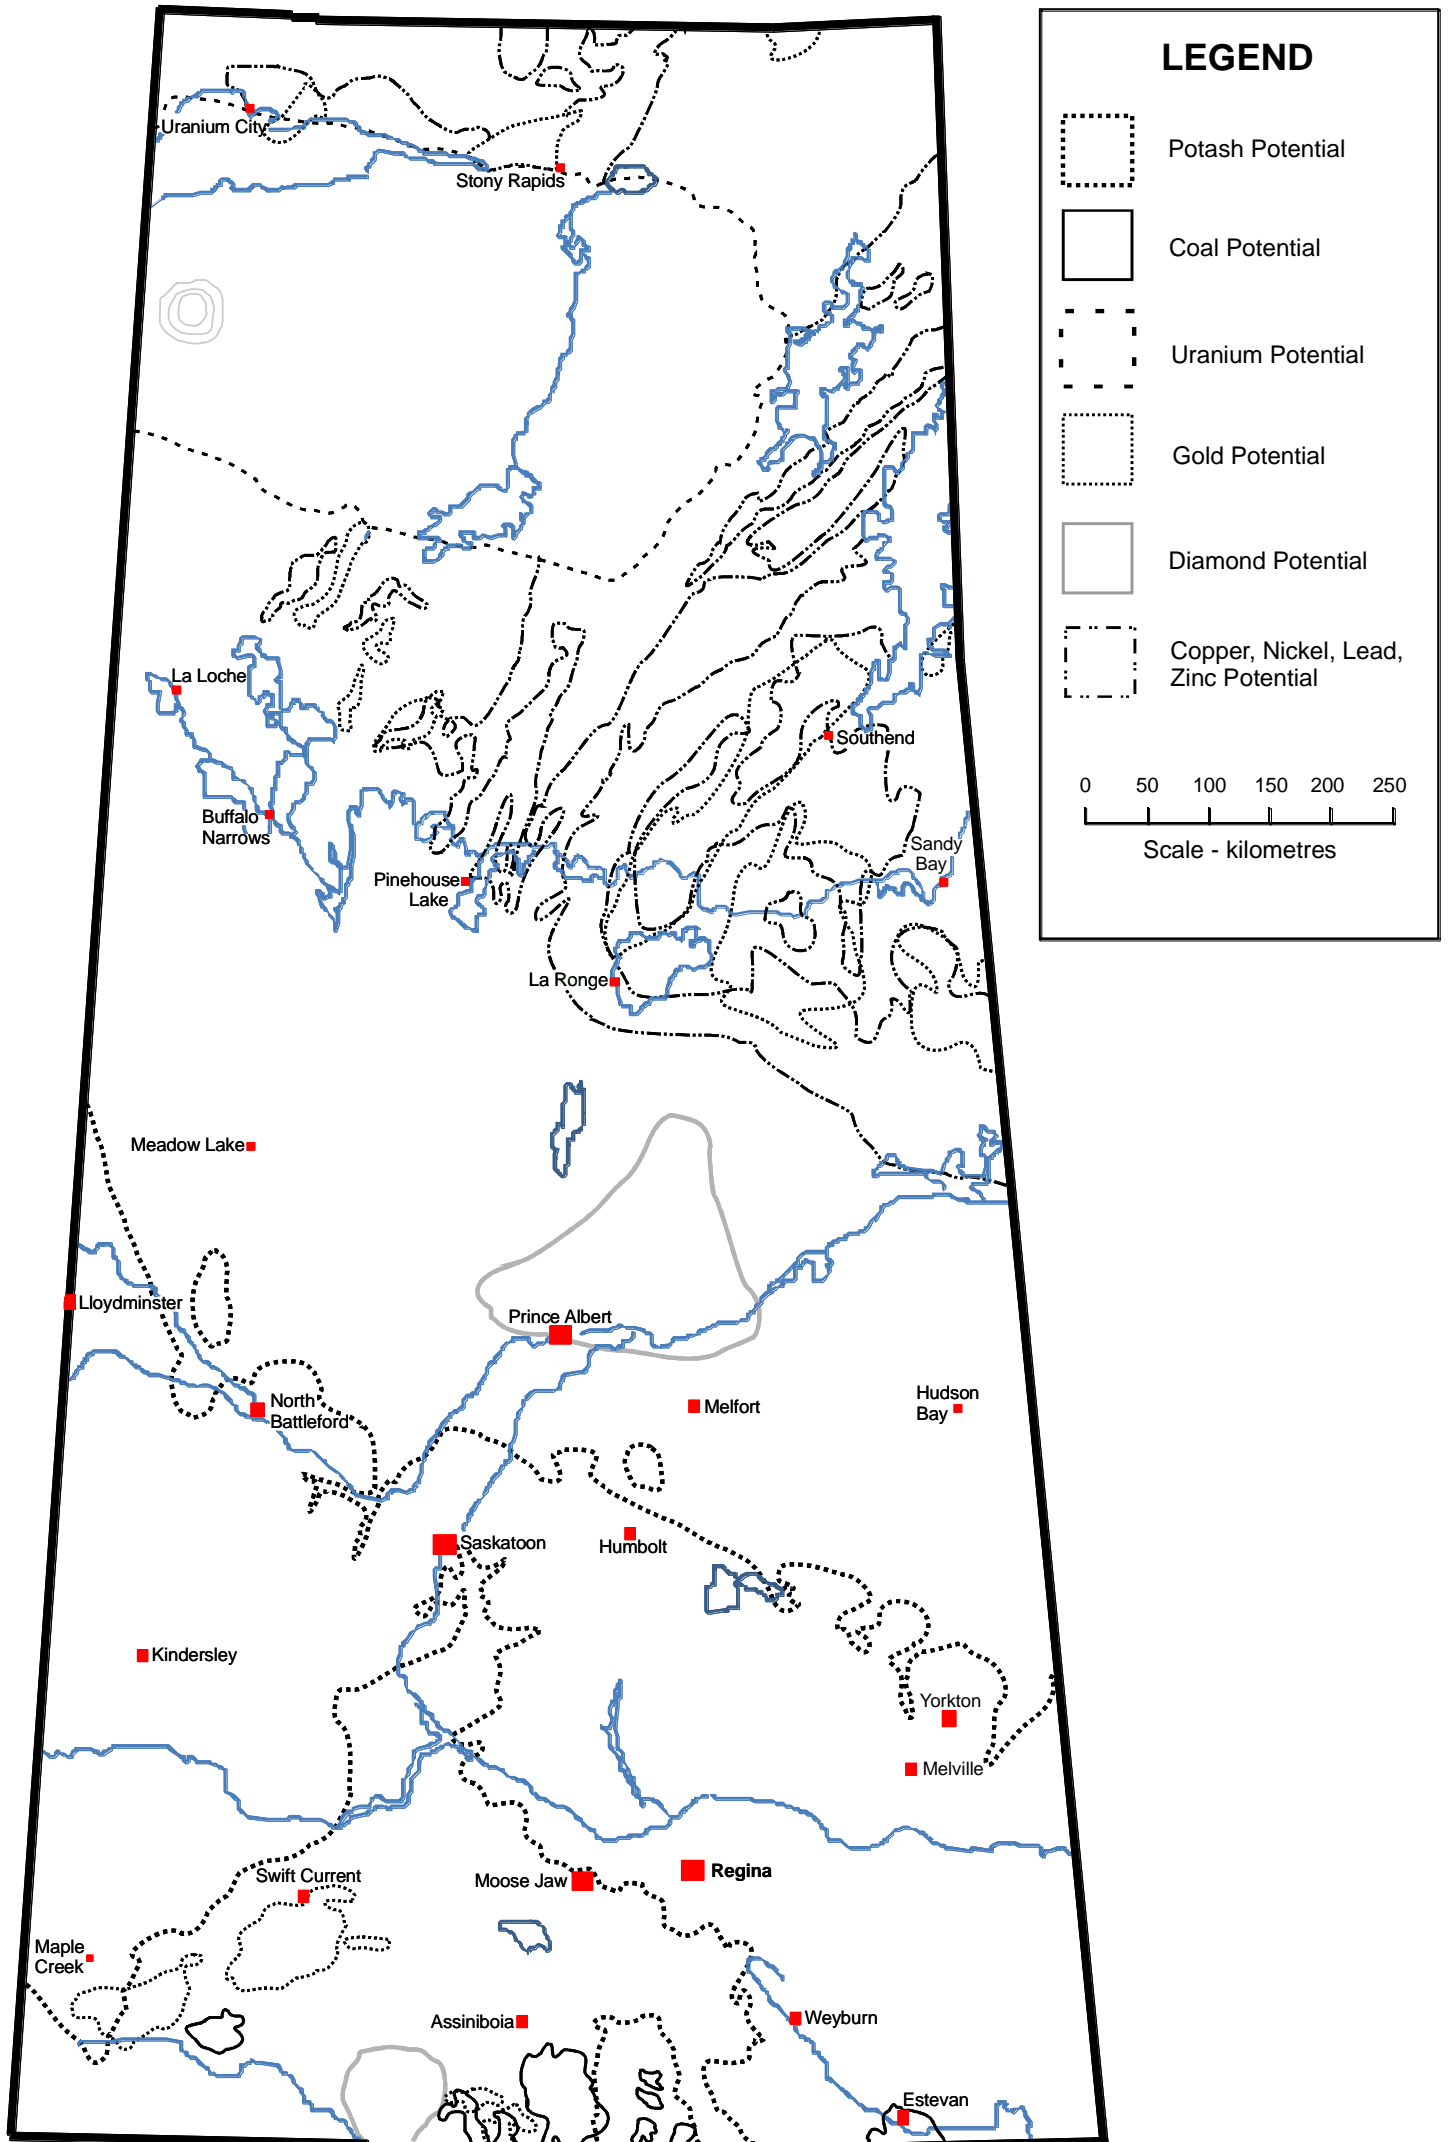 LEGEND
Potash Potential
Coal Potential
Uranium Potential
Gold Potential
Diamond Potential
Copper, Nickel, Lead,
Zinc Potential
0 50 100 150 200 250
Scale - kilometres
Uranium City
Stony Rapids
La Loche
Southend
Buffalo
Narrows
Sandy
Bay
Pinehouse
Lake
La Ronge
Meadow Lake
Lloydminster
Prince Albert
North
Battleford
Melfort
Hudson
Bay
Saskatoon
Humbolt
Kindersley
Yorkton
Melville
Swift Current
Moose Jaw
Regina
Maple
Creek
Assiniboia
Weyburn
Estevan